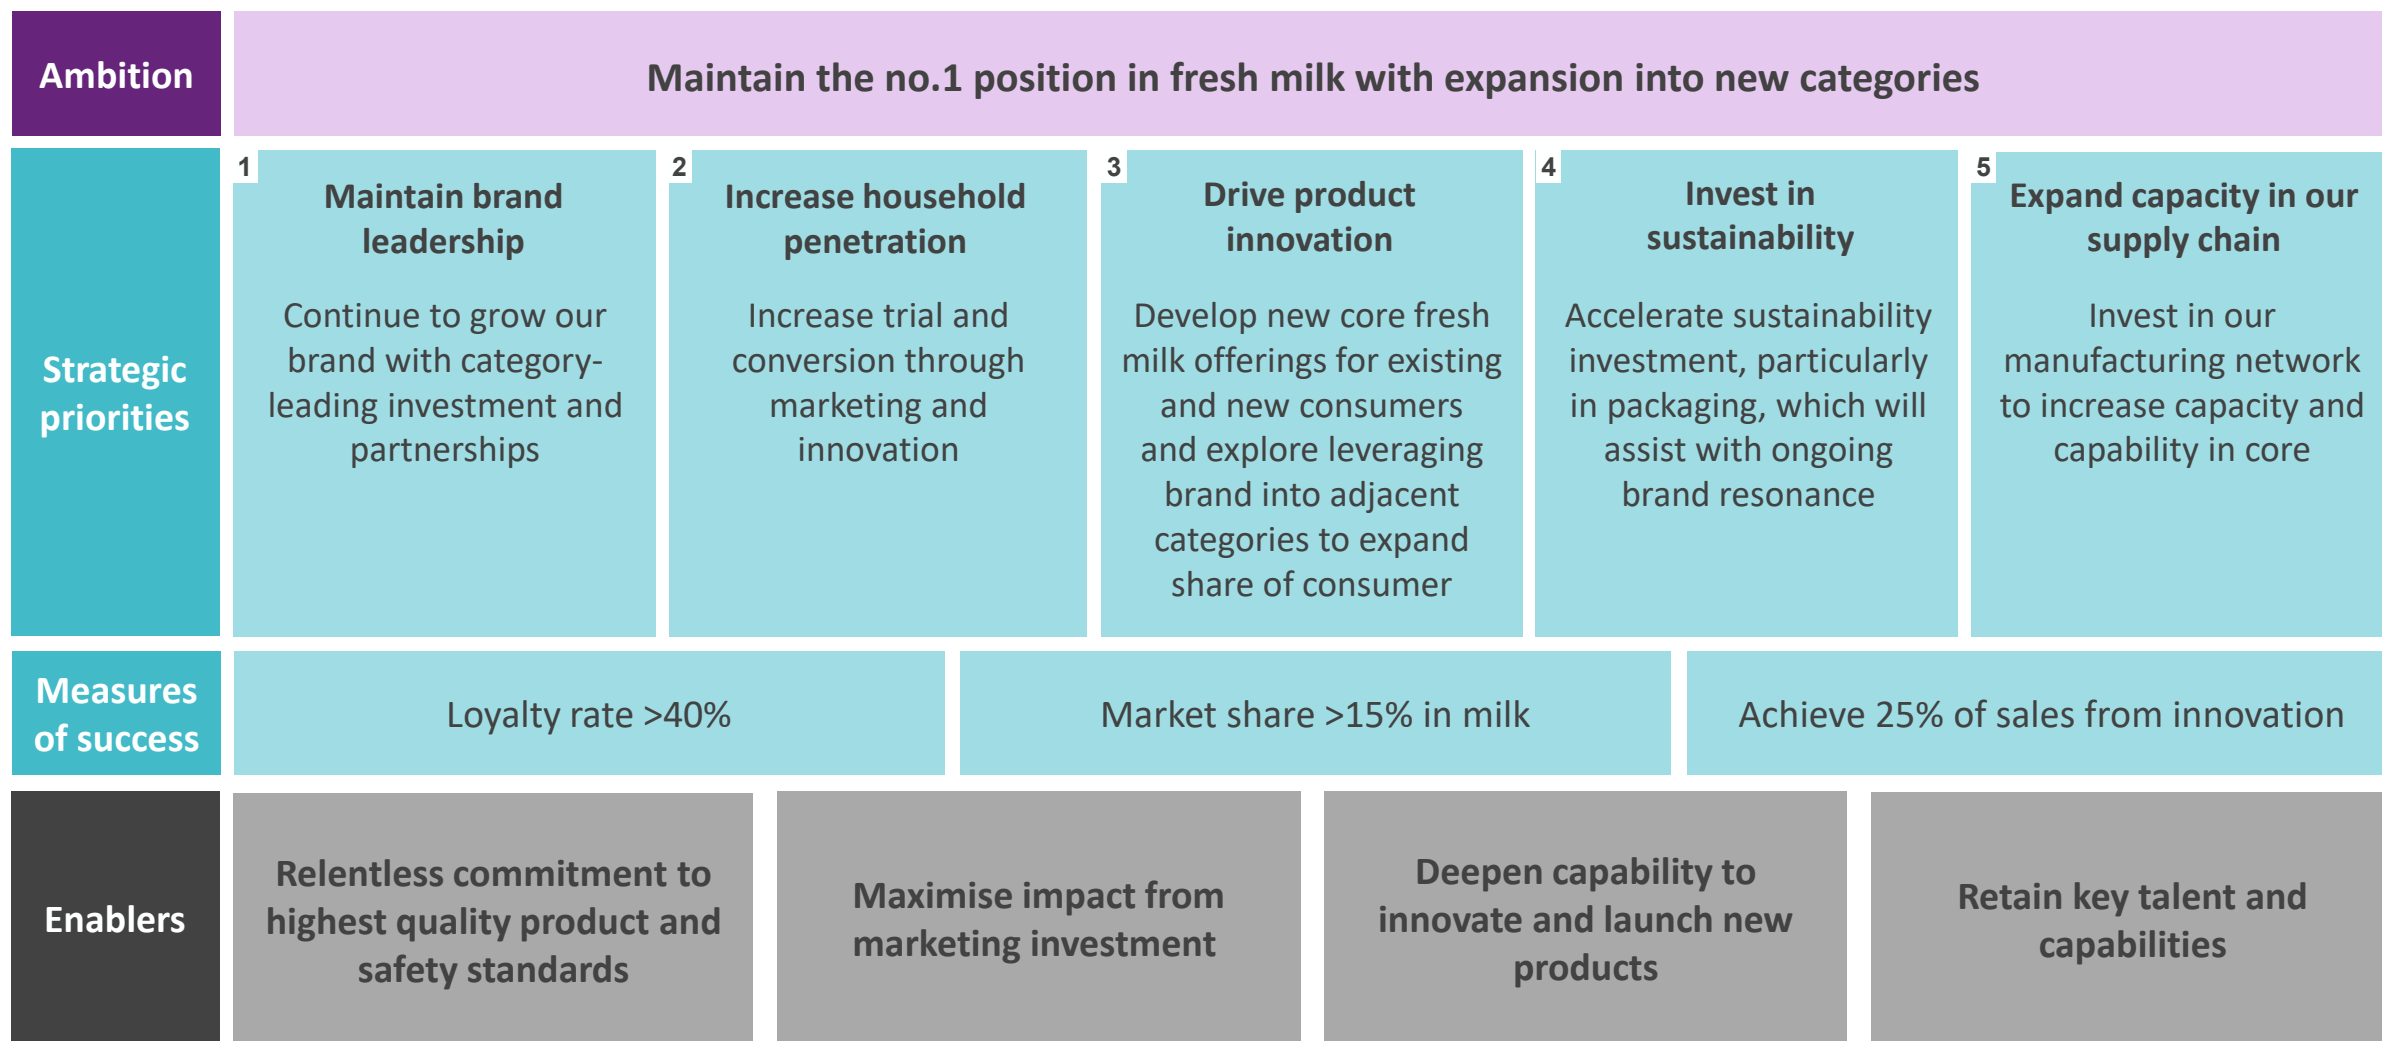 Ambition
Maintain the no.1 position in fresh milk with expansion into new categories
Strategic
priorities
1
Maintain brand
leadership
Continue to grow our
brand with category-
leading investment and
partnerships
2
Increase household
penetration
Increase trial and
conversion through
marketing and
innovation
3
Drive product
innovation
Develop new core fresh
milk offerings for existing
and new consumers
and explore leveraging
brand into adjacent
categories to expand
share of consumer
4
Invest in
sustainability
Accelerate sustainability
investment, particularly
in packaging, which will
assist with ongoing
brand resonance
5
Expand capacity in our
supply chain
Invest in our
manufacturing network
to increase capacity and
capability in core
Measures
of success
Loyalty rate >40%
Market share >15% in milk
Achieve 25% of sales from innovation
Enablers
Relentless commitment to
highest quality product and
safety standards
Maximise impact from
marketing investment
Deepen capability to
innovate and launch new
products
Retain key talent and
capabilities